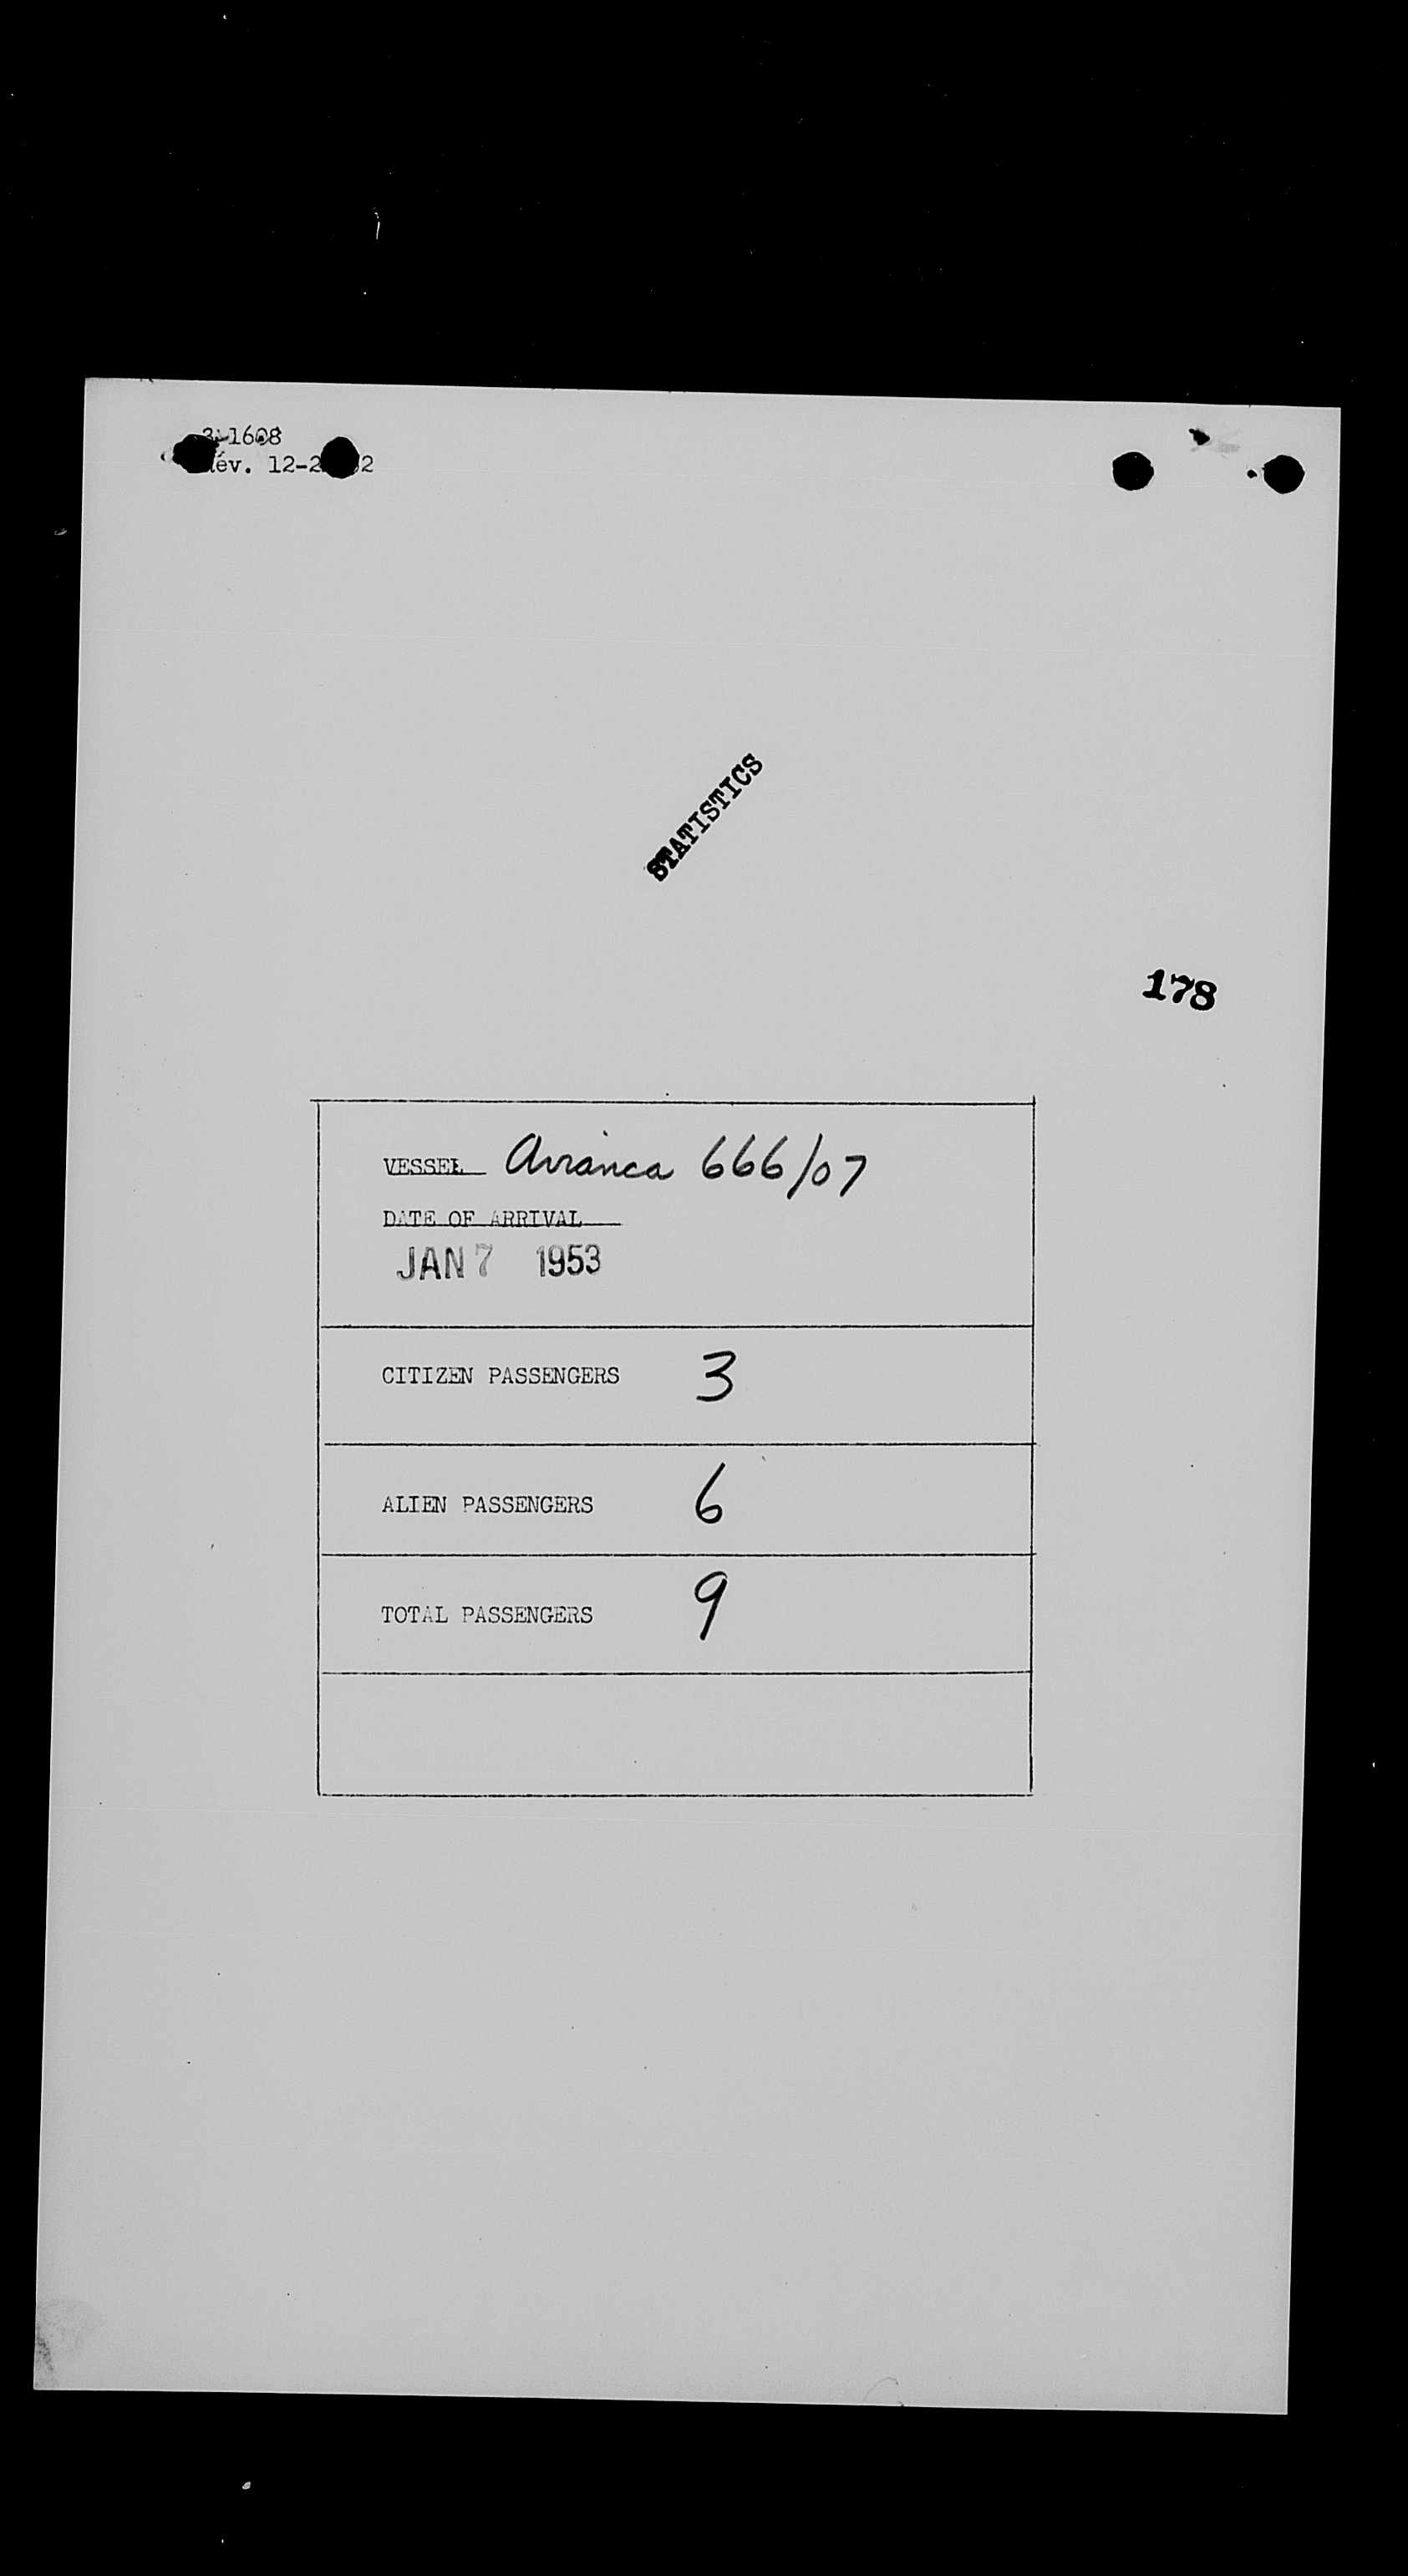 3-1608
Rev. 12-2
STATISTICS
178
VESSEL Avianca 666/07
DATE OF ARRIVAL
JAN 7 1953
CITIZEN PASSENGERS 3
ALIEN PASSENGERS 6
TOTAL PASSENGERS 9